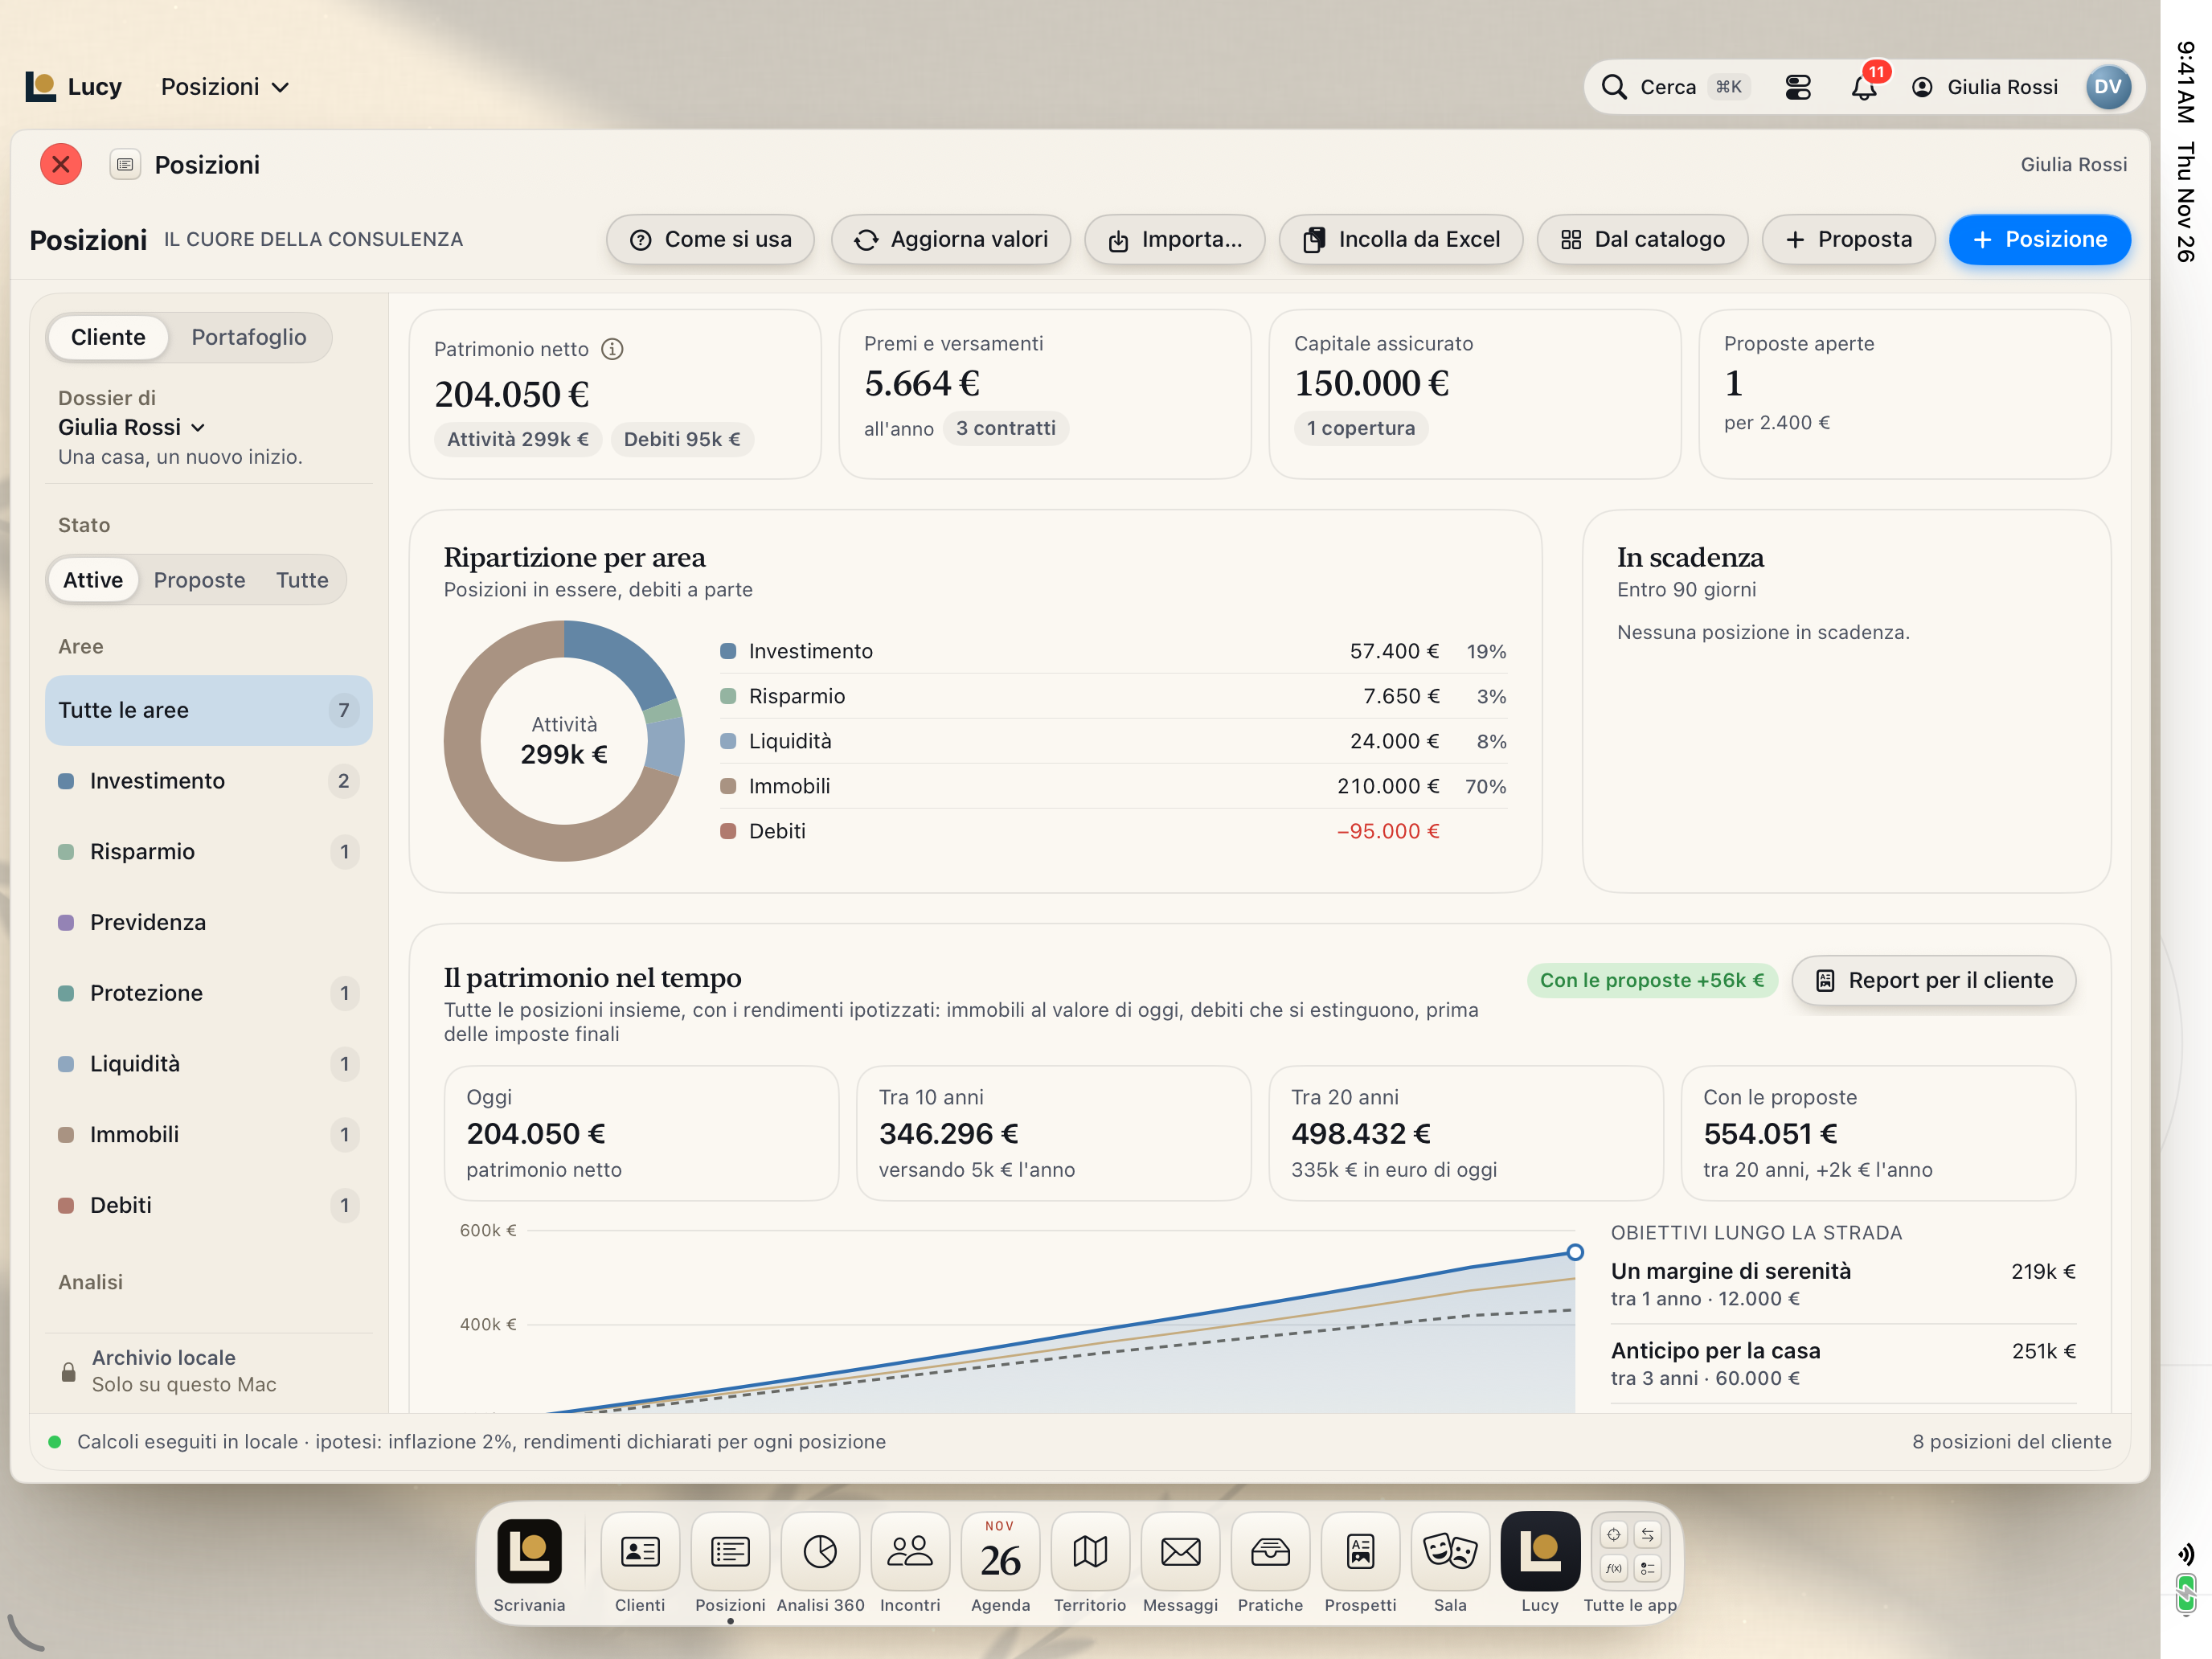 Lucy
Posizioni
Cerca ⌘K
11
Giulia Rossi
DV
9:41 AM Thu Nov 26
Posizioni
Giulia Rossi
Posizioni IL CUORE DELLA CONSULENZA
Come si usa
Aggiorna valori
Importa...
Incolla da Excel
Dal catalogo
+ Proposta
+ Posizione
Cliente
Portafoglio
Dossier di
Giulia Rossi
Una casa, un nuovo inizio.
Stato
Attive
Proposte
Tutte
Aree
Tutte le aree 7
Investimento 2
Risparmio 1
Previdenza
Protezione 1
Liquidità 1
Immobili 1
Debiti 1
Analisi
Archivio locale
Solo su questo Mac
Patrimonio netto
204.050 €
Attività 299k €
Debiti 95k €
Premi e versamenti
5.664 €
all'anno 3 contratti
Capitale assicurato
150.000 €
1 copertura
Proposte aperte
1
per 2.400 €
Ripartizione per area
Posizioni in essere, debiti a parte
Attività
299k €
Investimento 57.400 € 19%
Risparmio 7.650 € 3%
Liquidità 24.000 € 8%
Immobili 210.000 € 70%
Debiti –95.000 €
In scadenza
Entro 90 giorni
Nessuna posizione in scadenza.
Il patrimonio nel tempo
Tutte le posizioni insieme, con i rendimenti ipotizzati: immobili al valore di oggi, debiti che si estinguono, prima
delle imposte finali
Con le proposte +56k €
Report per il cliente
Oggi
204.050 €
patrimonio netto
Tra 10 anni
346.296 €
versando 5k € l'anno
Tra 20 anni
498.432 €
335k € in euro di oggi
Con le proposte
554.051 €
tra 20 anni, +2k € l'anno
600k €
400k €
OBIETTIVI LUNGO LA STRADA
Un margine di serenità 219k €
tra 1 anno · 12.000 €
Anticipo per la casa 251k €
tra 3 anni · 60.000 €
Calcoli eseguiti in locale · ipotesi: inflazione 2%, rendimenti dichiarati per ogni posizione
8 posizioni del cliente
NOV
26
f(x)
Scrivania
Clienti
Posizioni
Analisi 360
Incontri
Agenda
Territorio
Messaggi
Pratiche
Prospetti
Sala
Lucy
Tutte le app